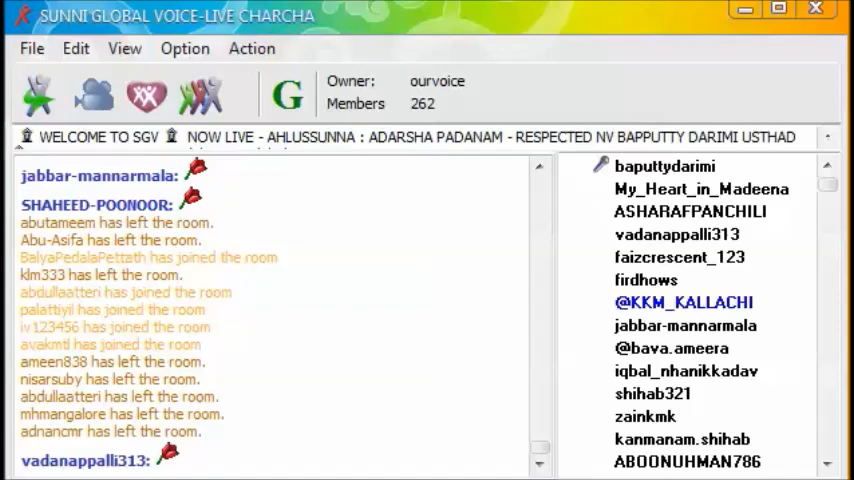 SUNNI GLOBAL VOICE-LIVE CHARCHA
File Edit View Option Action
G
Owner: ourvoice
Members 262
WELCOME TO SGV NOW LIVE - AHLUSSUNNA : ADARSHA PADANAM - RESPECTED NV BAPPUTTY DARIMI USTHAD
jabbar-mannarmala:
SHAHEED-POONOOR:
abutameem has left the room.
Abu-Asifa has left the room.
BalyaPedalaPettath has joined the room
klm333 has left the room.
abdullaatteri has joined the room
palattiyil has joined the room
iv123456 has joined the room
avakmtl has joined the room
ameen838 has left the room.
nisarsuby has left the room.
abdullaatteri has left the room.
mhmangalore has left the room.
adnancmr has left the room.
vadanappalli313:
baputtydarimi
My_Heart_in_Madeena
ASHARAFPANCHILI
vadanappalli313
faizcrescent_123
firdhows
@KKM_KALLACHI
jabbar-mannarmala
@bava.ameera
iqbal_nhanikkadav
shihab321
zainkmk
kanmanam.shihab
ABOONUHMAN786